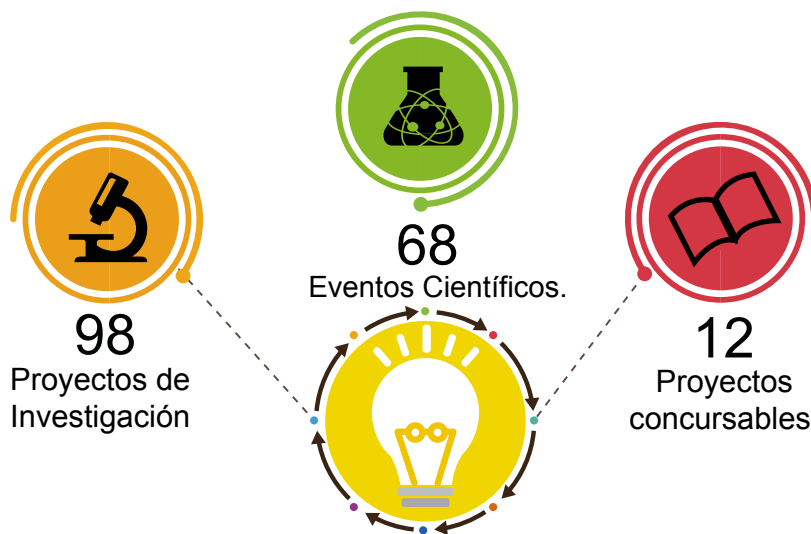 98
Proyectos de
Investigación
68
Eventos Científicos.
12
Proyectos
concursables